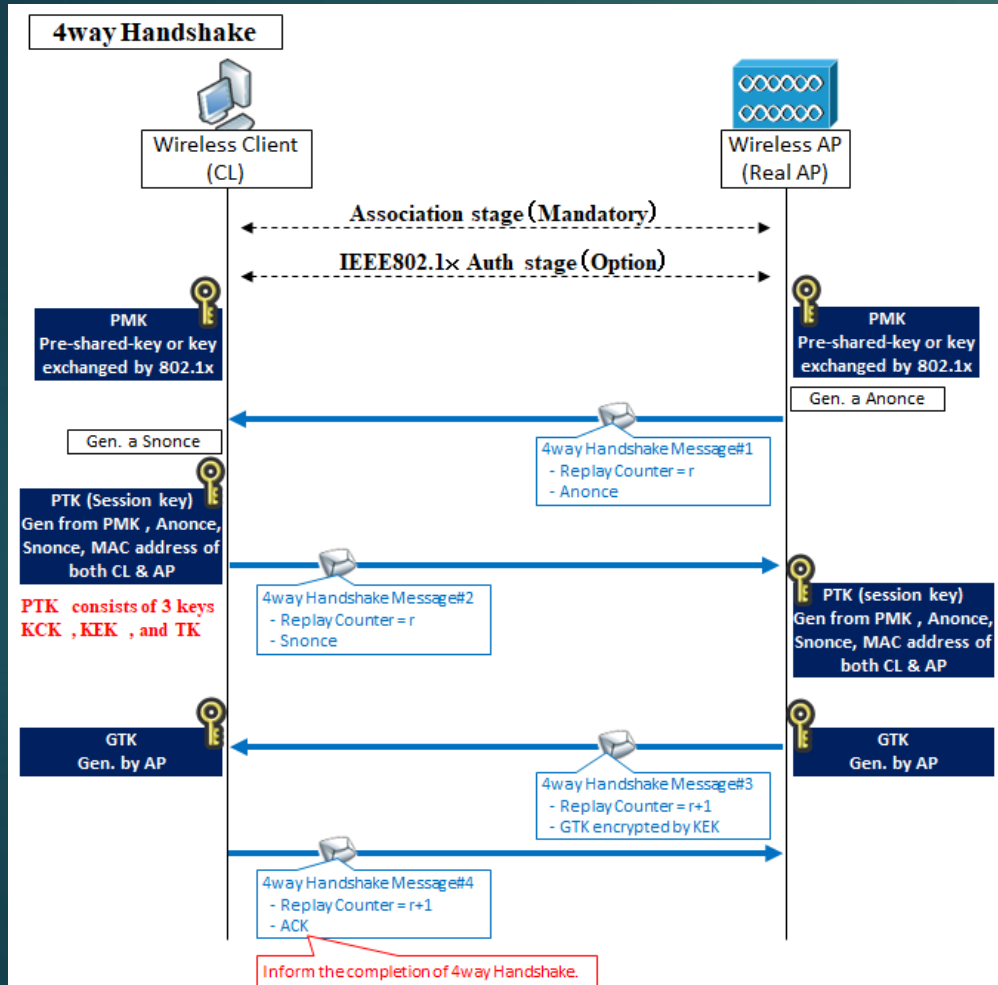 4way Handshake
Wireless Client
(CL)
Wireless AP
(Real AP)
Association stage(Mandatory)
IEEE802.1x Auth stage(Option)
PMK
Pre-shared-key or key
exchanged by 802.1x
PMK
Pre-shared-key or key
exchanged by 802.1x
Gen. a Anonce
4way Handshake Message#1
- Replay Counter = r
- Anonce
Gen. a Snonce
PTK (Session key)
Gen from PMK , Anonce,
Snonce, MAC address of
both CL & AP
PTK consists of 3 keys
KCK , KEK , and TK
4way Handshake Message#2
- Replay Counter = r
- Snonce
PTK (session key)
Gen from PMK , Anonce,
Snonce, MAC address of
both CL & AP
GTK
Gen. by AP
GTK
Gen. by AP
4way Handshake Message#3
- Replay Counter = r+1
- GTK encrypted by KEK
4way Handshake Message#4
- Replay Counter = r+1
- ACK
Inform the completion of 4way Handshake.